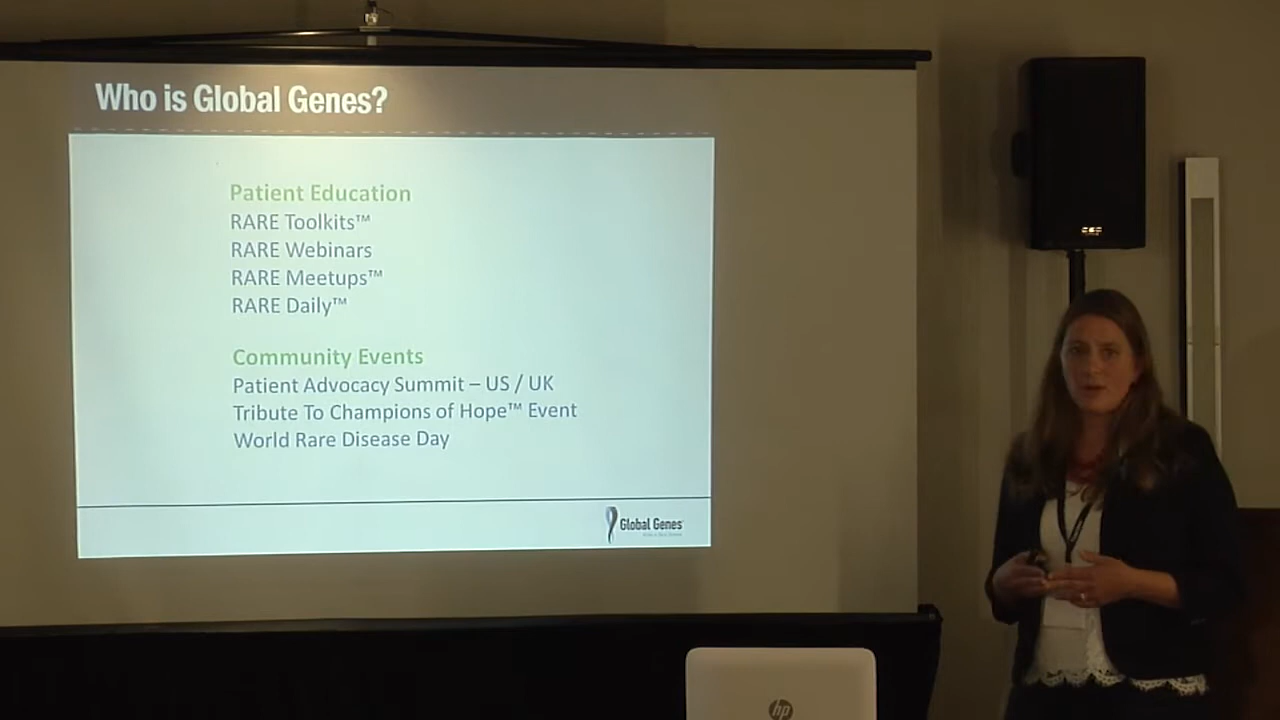 Who is Global Genes?
Patient Education
RARE Toolkits™
RARE Webinars
RARE Meetups™
RARE Daily™
Community Events
Patient Advocacy Summit – US / UK
Tribute To Champions of Hope™ Event
World Rare Disease Day
Global Genes
hp